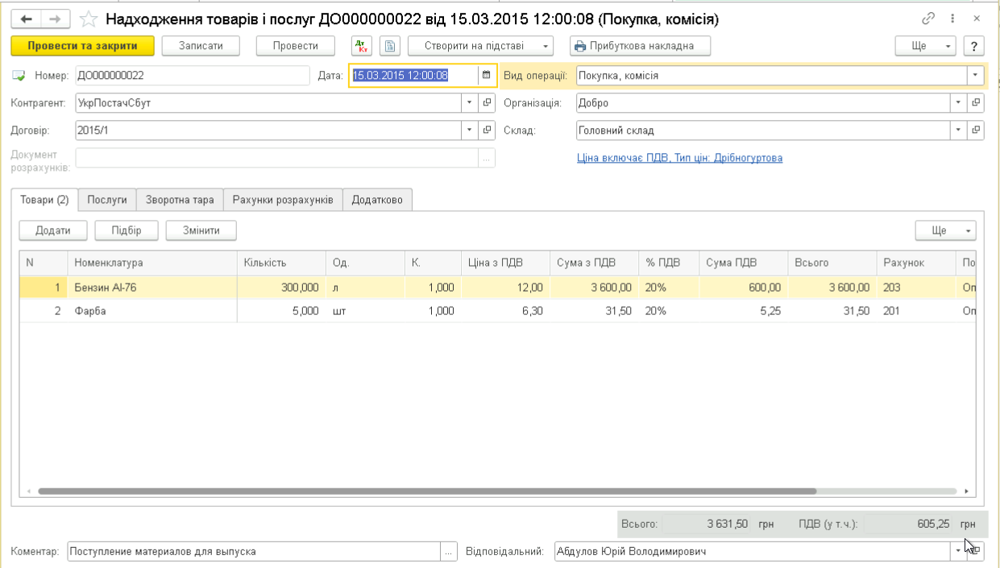 Надходження товарів і послуг ДО000000022 від 15.03.2015 12:00:08 (Покупка, комісія)
Провести та закрити Записати Провести Дт Кт Створити на підставі Прибуткова накладна Ще ?
Номер: ДО000000022 Дата: 15.03.2015 12:00:08 Вид операції: Покупка, комісія
Контрагент: УкрПостачСбут Організація: Добро
Договір: 2015/1 Склад: Головний склад
Документ розрахунків: ... Ціна включає ПДВ, Тип цін: Дрібногуртова
Товари (2) Послуги Зворотна тара Рахунки розрахунків Додатково
Додати Підбір Змінити Ще
N Номенклатура Кількість Од. К. Ціна з ПДВ Сума з ПДВ % ПДВ Сума ПДВ Всього Рахунок По
1 Бензин АІ-76 300,000 л 1,000 12,00 3 600,00 20% 600,00 3 600,00 203 Оп
2 Фарба 5,000 шт 1,000 6,30 31,50 20% 5,25 31,50 201 Оп
Всього: 3 631,50 грн ПДВ (у т.ч.): 605,25 грн
Коментар: Поступление материалов для выпуска ... Відповідальний: Абдулов Юрій Володимирович